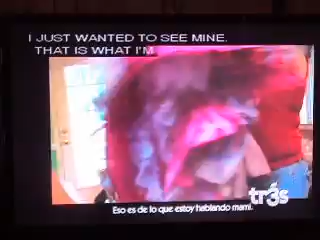 I JUST WANTED TO SEE MINE.
THAT IS WHAT I'M
tr3s
Eso es de lo que estoy hablando mami.